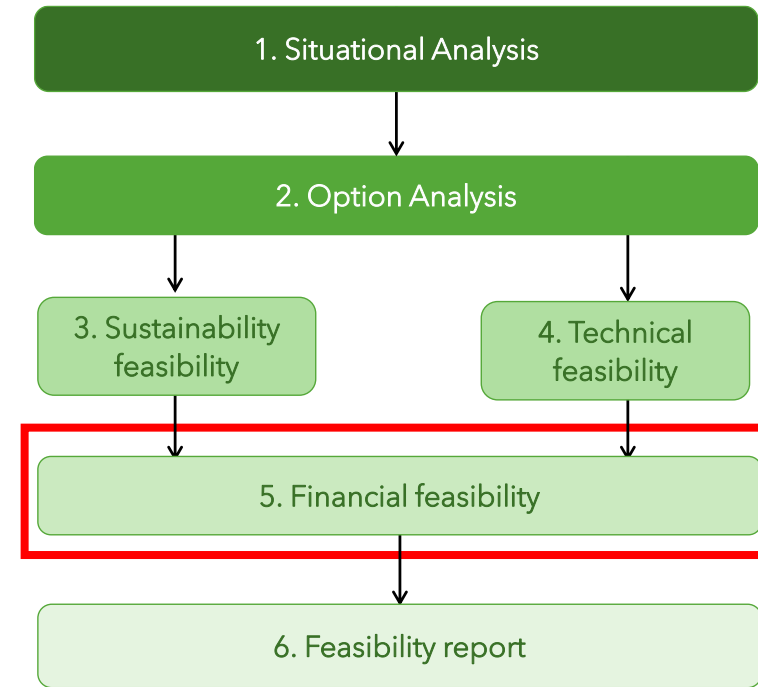 1. Situational Analysis
2. Option Analysis
3. Sustainability
feasibility
4. Technical
feasibility
5. Financial feasibility
6. Feasibility report